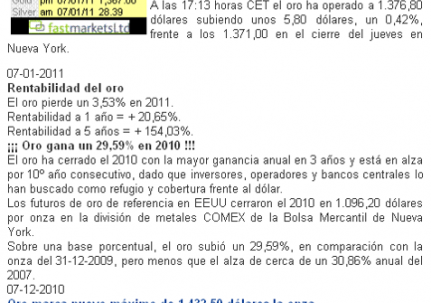 pm 07/01/11 1,367.00
Silver am 07/01/11 28.39
fastmarketsltd
A las 17:13 horas CET el oro ha operado a 1.376,80
dólares subiendo unos 5,80 dólares, un 0,42%,
frente a los 1.371,00 en el cierre del jueves en
Nueva York.
07-01-2011
Rentabilidad del oro
El oro pierde un 3,53% en 2011.
Rentabilidad a 1 año = + 20,65%.
Rentabilidad a 5 años = + 154,03%.
¡¡¡ Oro gana un 29,59% en 2010 !!!
El oro ha cerrado el 2010 con la mayor ganancia anual en 3 años y está en alza
por 10º año consecutivo, dado que inversores, operadores y bancos centrales lo
han buscado como refugio y cobertura frente al dólar.
Los futuros de oro de referencia en EEUU cerraron el 2010 en 1.096,20 dólares
por onza en la división de metales COMEX de la Bolsa Mercantil de Nueva
York.
Sobre una base porcentual, el oro subió un 29,59%, en comparación con la
onza del 31-12-2009, pero menos que el alza de cerca de un 30,86% anual del
2007.
07-12-2010
Oro marca nuevo máximo de 1.432,50 dólares la onza